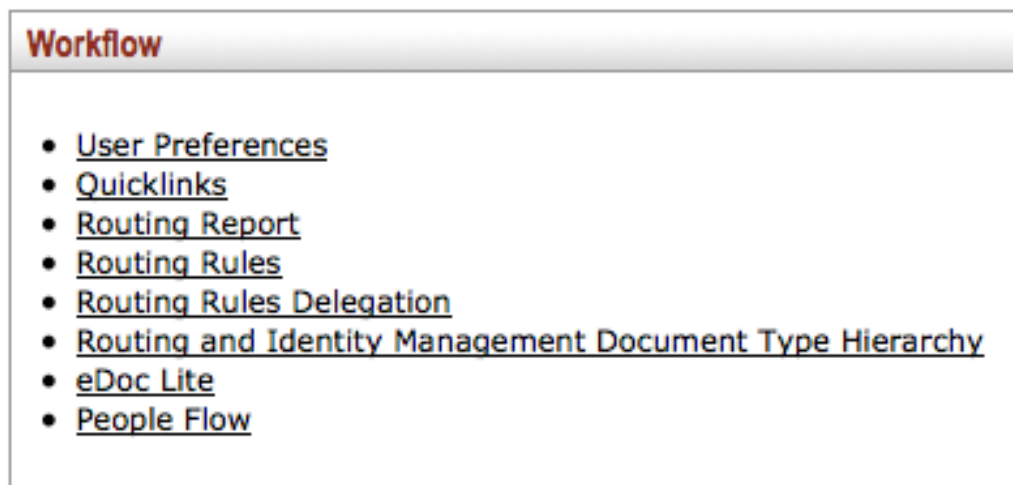 Workflow
• User Preferences
• Quicklinks
• Routing Report
• Routing Rules
• Routing Rules Delegation
• Routing and Identity Management Document Type Hierarchy
• eDoc Lite
• People Flow